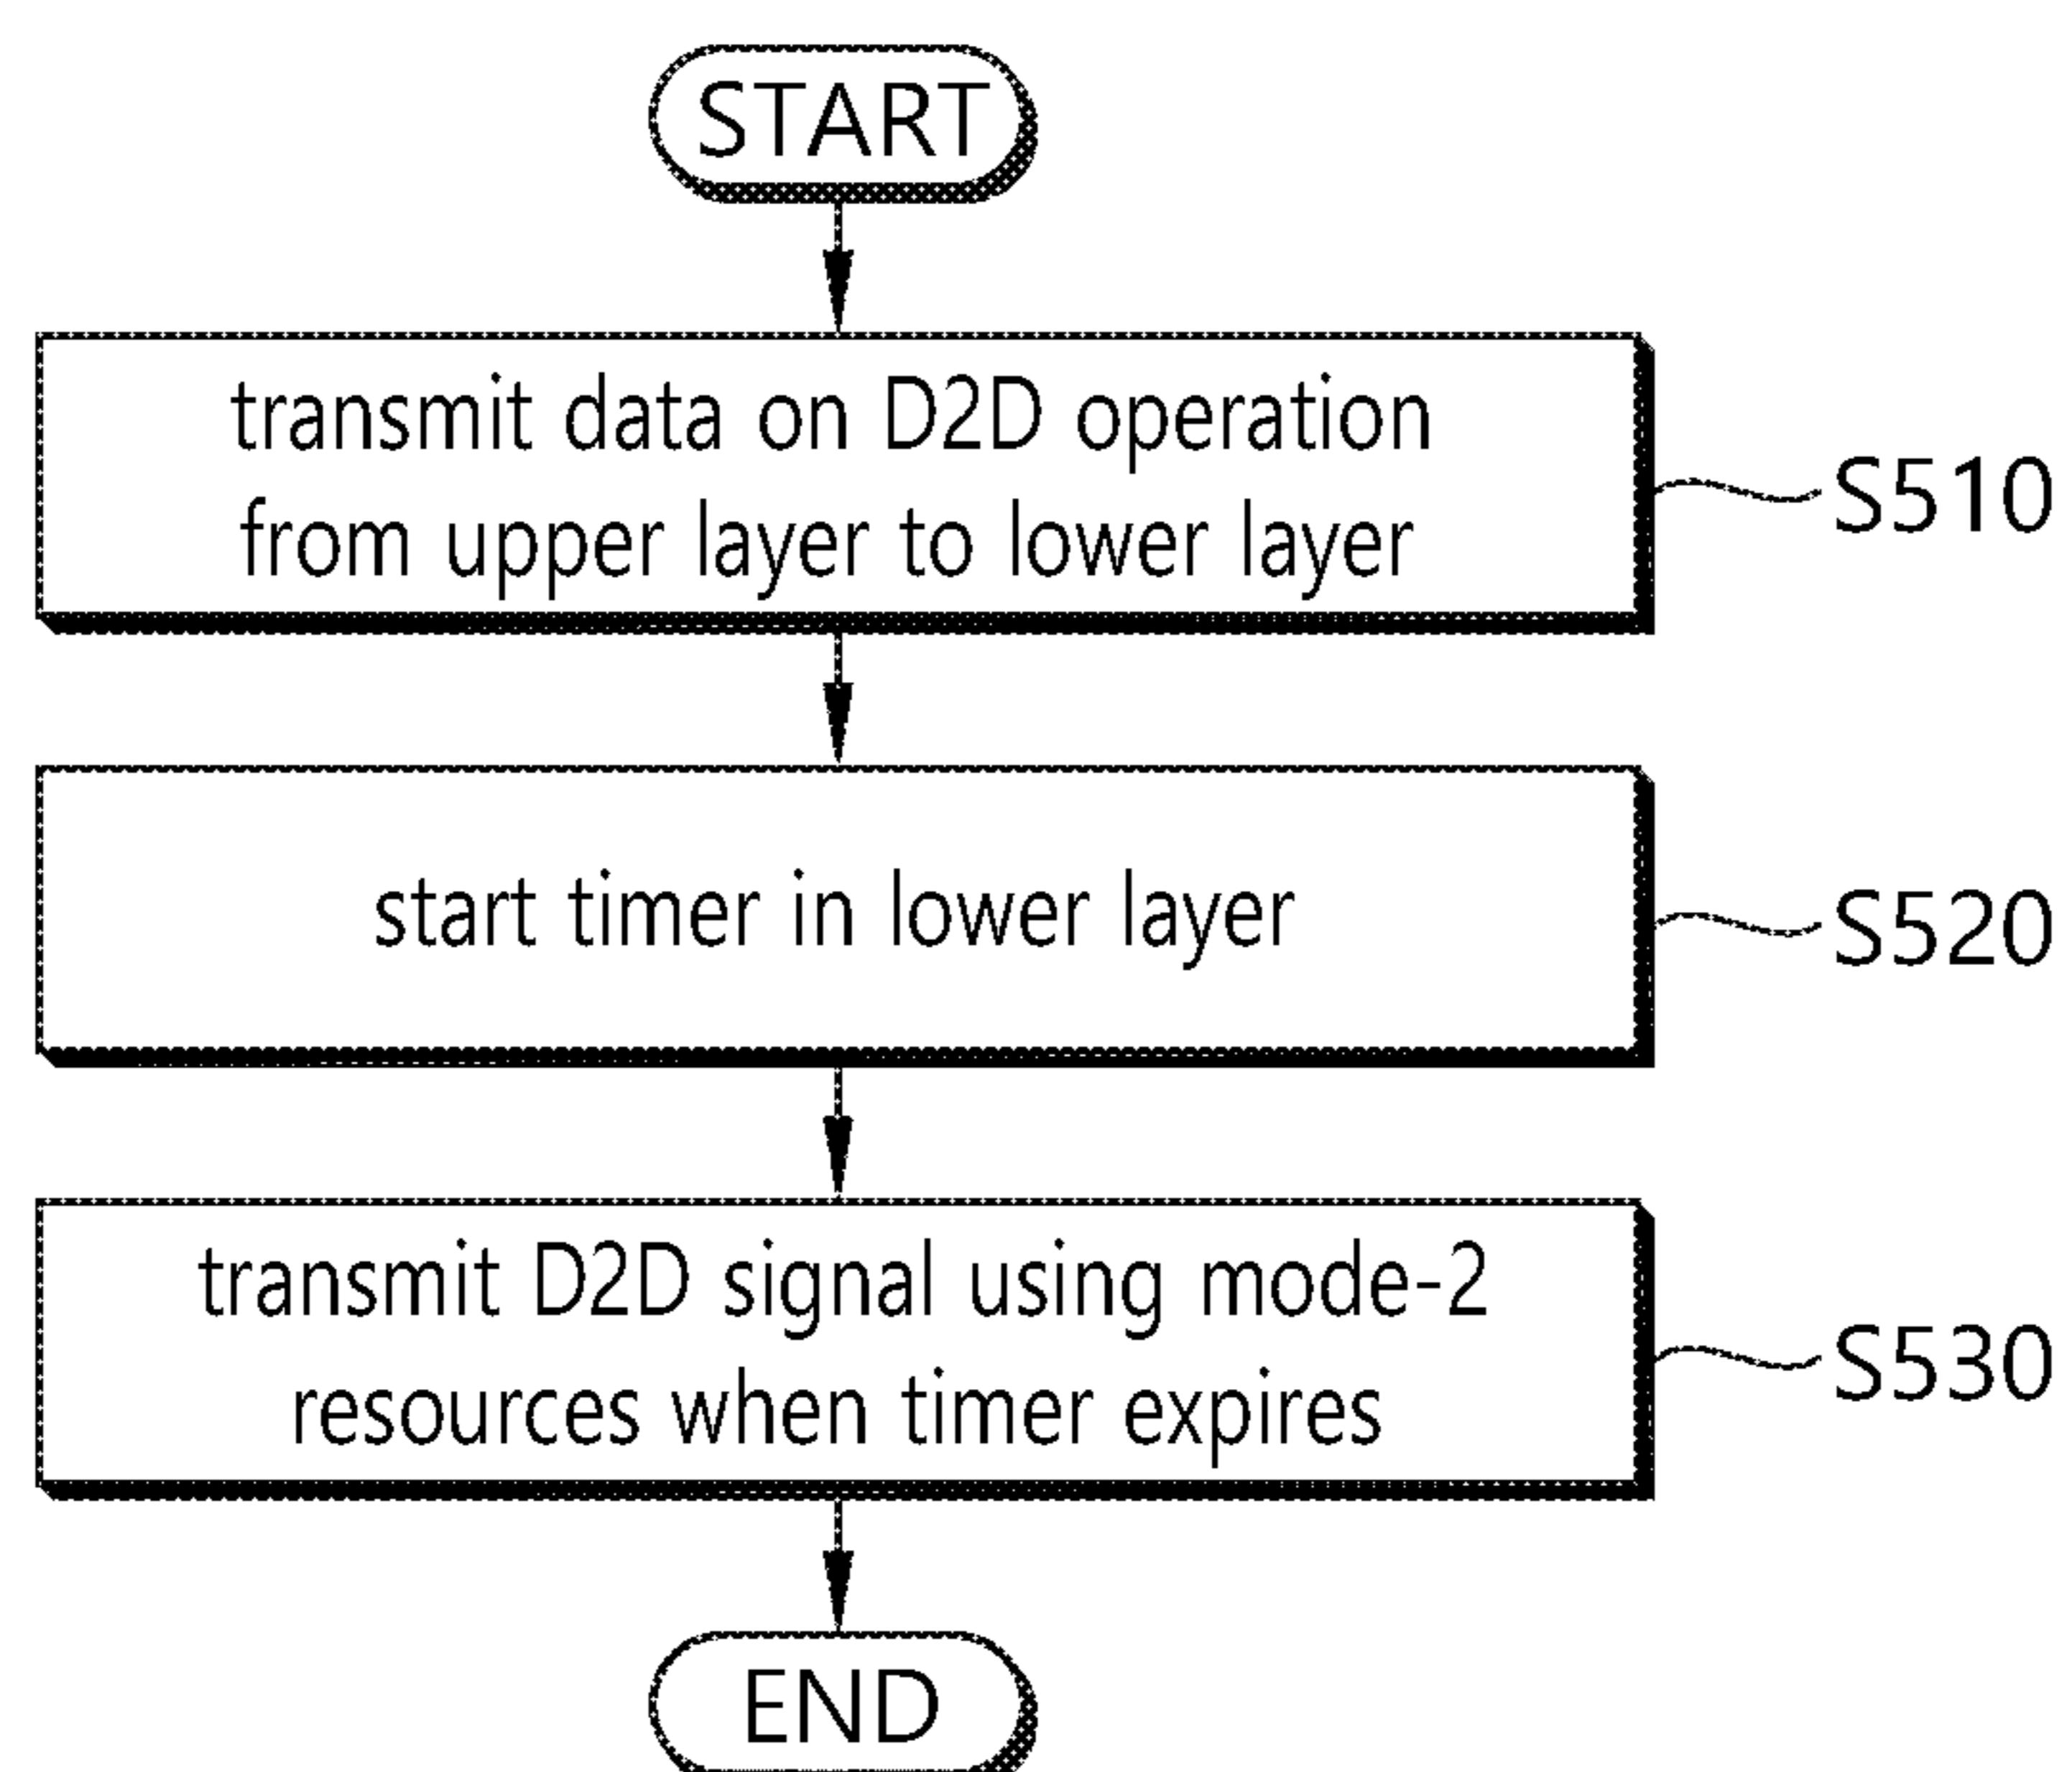 START
transmit data on D2D operation
from upper layer to lower layer
S510
start timer in lower layer
S520
transmit D2D signal using mode-2
resources when timer expires
S530
END